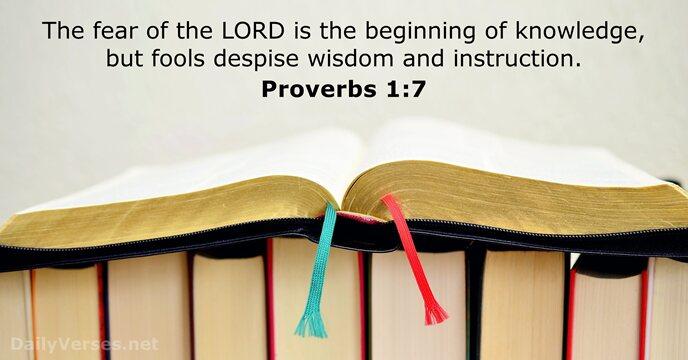 The fear of the LORD is the beginning of knowledge,
but fools despise wisdom and instruction.
Proverbs 1:7
DailyVerses.net